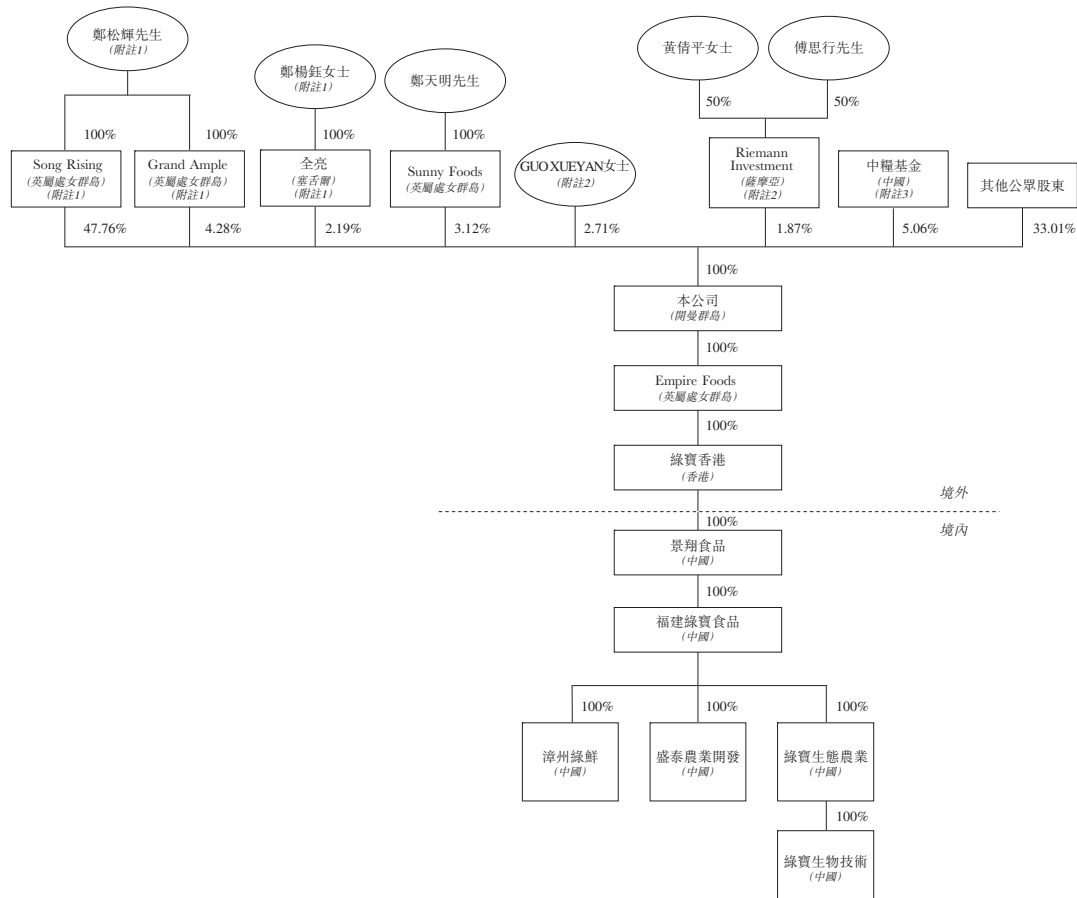 鄭松輝先生
(附註1)
鄭楊鈺女士
(附註1)
鄭天明先生
黃倩平女士
傅思行先生
100%
100%
100%
100%
50%
50%
Song Rising
(英屬處女群島)
(附註1)
Grand Ample
(英屬處女群島)
(附註1)
全亮
(塞舌爾)
(附註1)
Sunny Foods
(英屬處女群島)
GUO XUEYAN女士
(附註2)
Riemann
Investment
(薩摩亞)
(附註2)
中糧基金
(中國)
(附註3)
其他公眾股東
47.76%
4.28%
2.19%
3.12%
2.71%
1.87%
5.06%
33.01%
100%
本公司
(開曼群島)
100%
Empire Foods
(英屬處女群島)
100%
綠寶香港
(香港)
境外
100%
境內
景翔食品
(中國)
100%
福建綠寶食品
(中國)
100%
100%
100%
漳州綠鮮
(中國)
盛泰農業開發
(中國)
綠寶生態農業
(中國)
100%
綠寶生物技術
(中國)